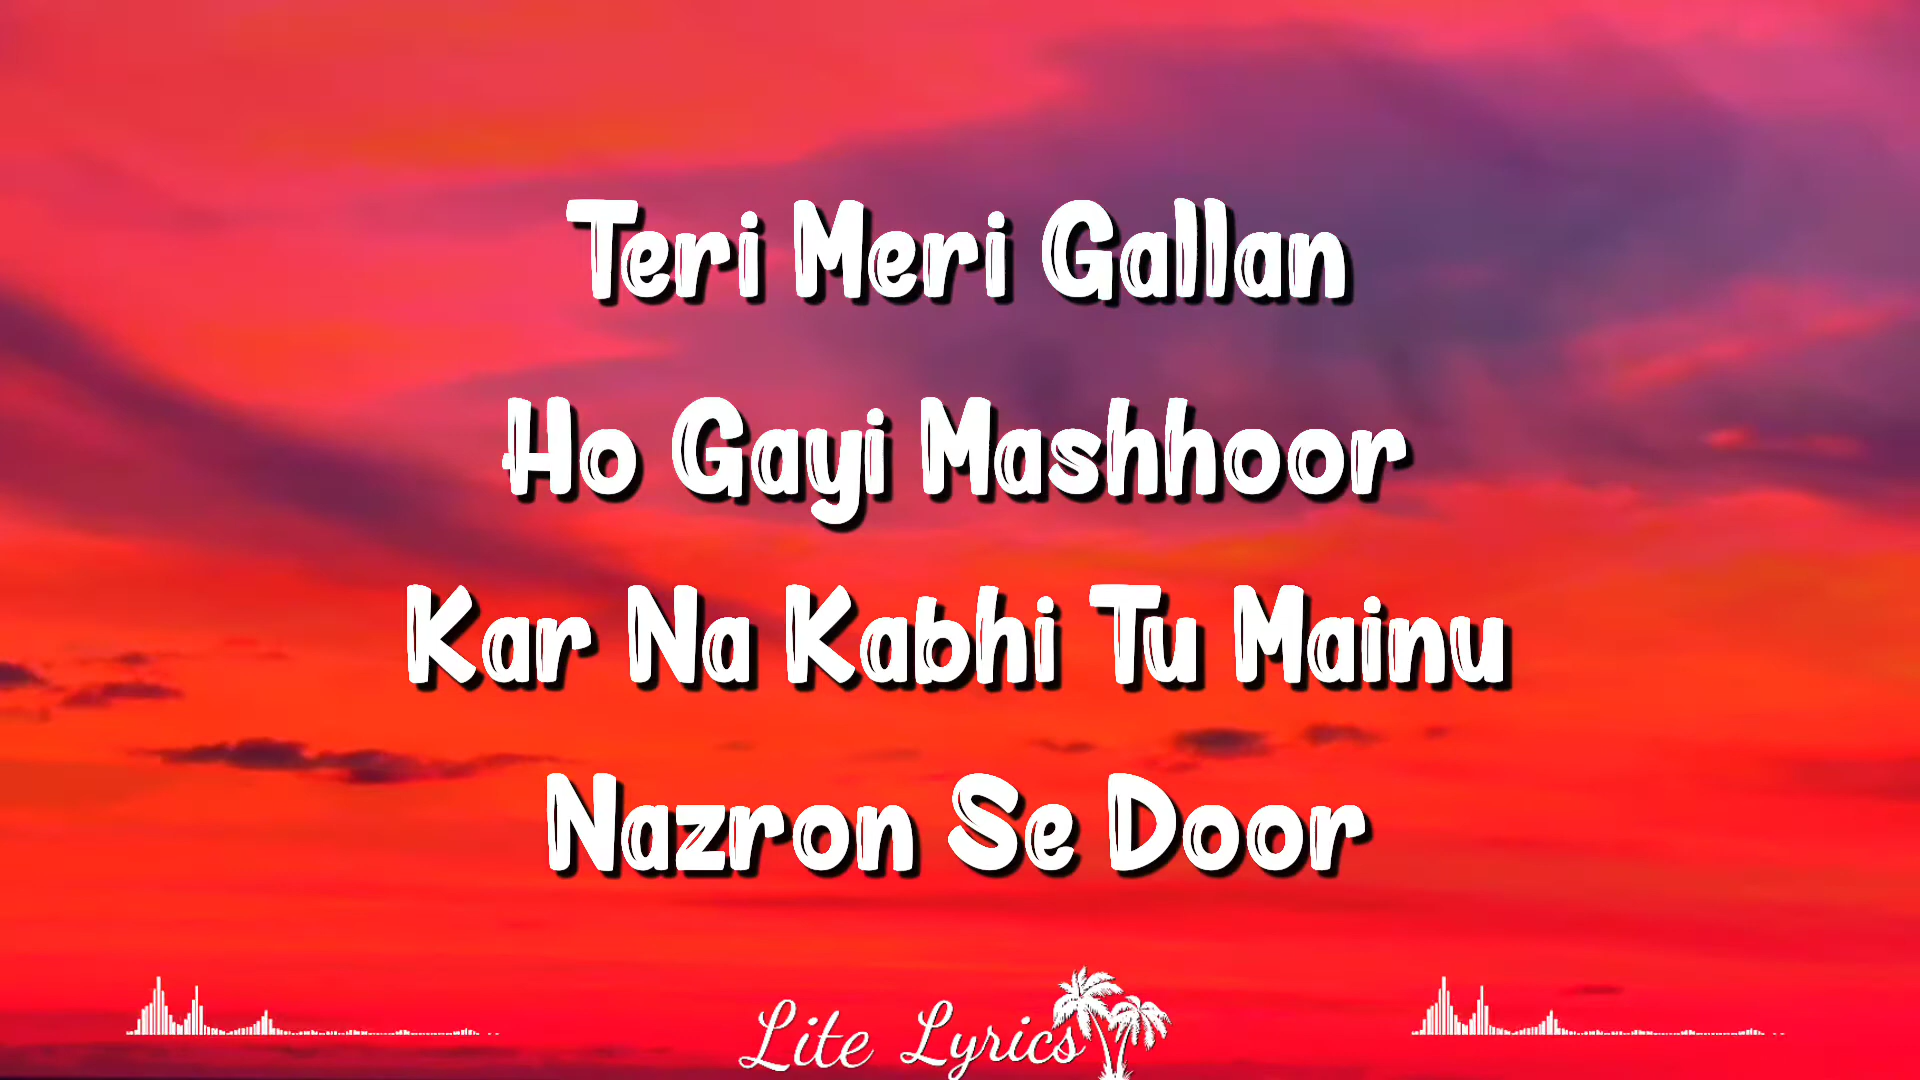 Teri Meri Gallan
Ho Gayi Mashhoor
Kar Na Kabhi Tu Mainu
Nazron Se Door
Lite Lyrics